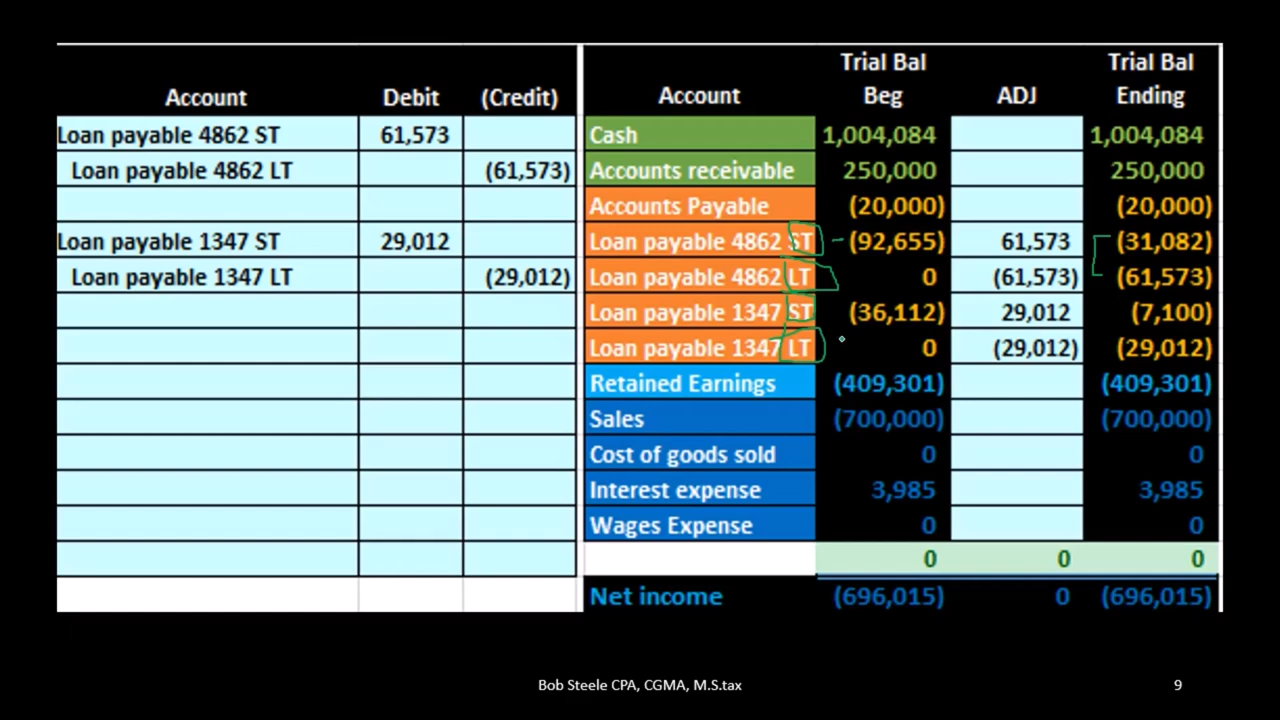 Account Debit (Credit)
Loan payable 4862 ST 61,573
Loan payable 4862 LT (61,573)
Loan payable 1347 ST 29,012
Loan payable 1347 LT (29,012)
Account Trial Bal Beg ADJ Trial Bal Ending
Cash 1,004,084 1,004,084
Accounts receivable 250,000 250,000
Accounts Payable (20,000) (20,000)
Loan payable 4862 ST (92,655) 61,573 (31,082)
Loan payable 4862 LT 0 (61,573) (61,573)
Loan payable 1347 ST (36,112) 29,012 (7,100)
Loan payable 1347 LT 0 (29,012) (29,012)
Retained Earnings (409,301) (409,301)
Sales (700,000) (700,000)
Cost of goods sold 0 0
Interest expense 3,985 3,985
Wages Expense 0 0
0 0 0
Net income (696,015) 0 (696,015)
Bob Steele CPA, CGMA, M.S.tax
9